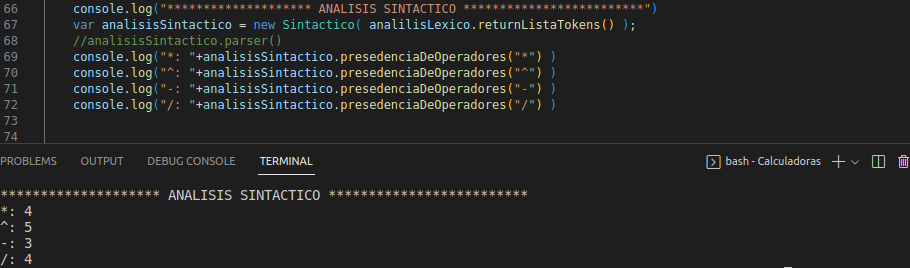 66 console.log("******************** ANALISIS SINTACTICO ***********************")
67 var analisisSintactico = new Sintactico( analilisLexico.returnListaTokens() );
68 //analisisSintactico.parser()
69 console.log("*: "+analisisSintactico.presedenciaDeOperadores("*") )
70 console.log("^: "+analisisSintactico.presedenciaDeOperadores("^") )
71 console.log("-: "+analisisSintactico.presedenciaDeOperadores("-") )
72 console.log("/: "+analisisSintactico.presedenciaDeOperadores("/") )
73
74
PROBLEMS OUTPUT DEBUG CONSOLE TERMINAL bash - Calculadoras
******************** ANALISIS SINTACTICO *************************
*: 4
^: 5
-: 3
/: 4